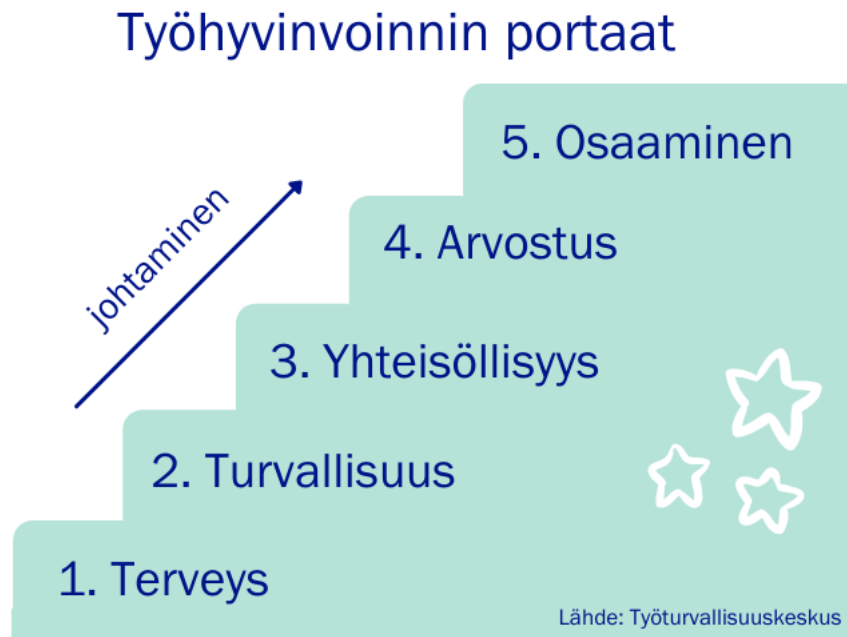 Työhyvinvoinnin portaat
5. Osaaminen
4. Arvostus
johtaminen
3. Yhteisöllisyys
2. Turvallisuus
1. Terveys
Lähde: Työturvallisuuskeskus